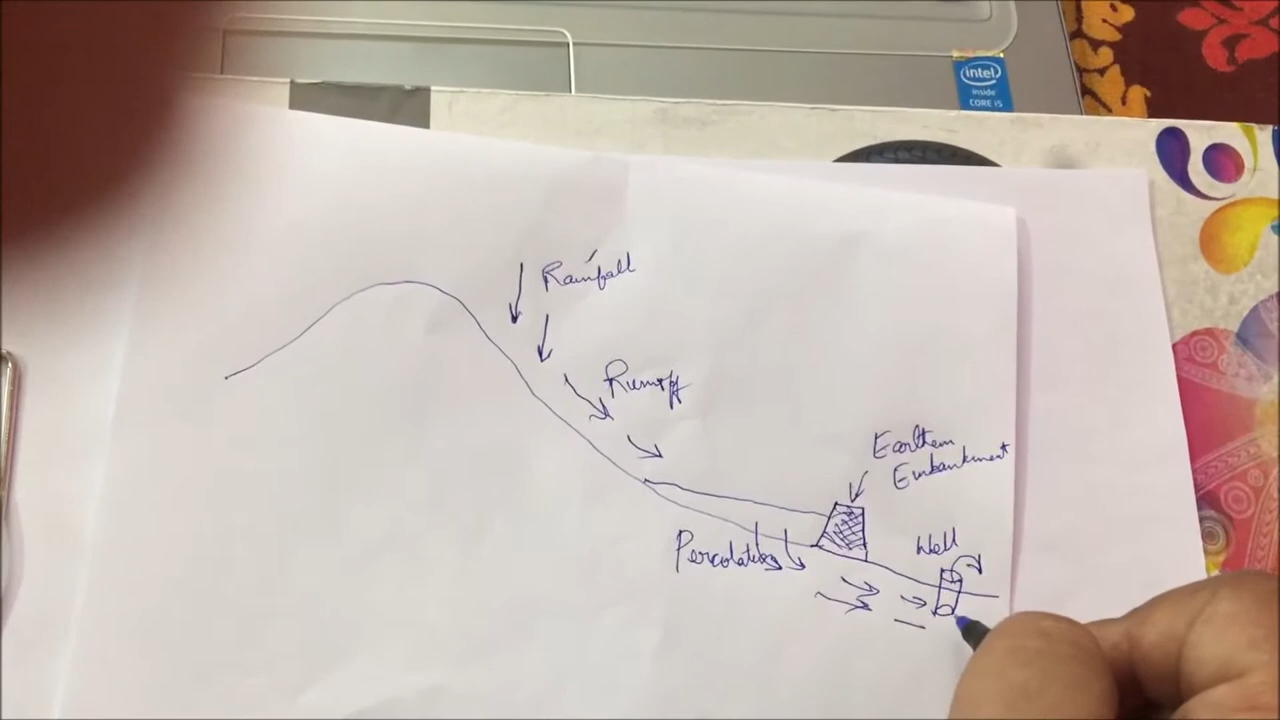 intel
inside
CORE i5
Rainfall
Runoff
Earthen
Embankment
Percolation
Well